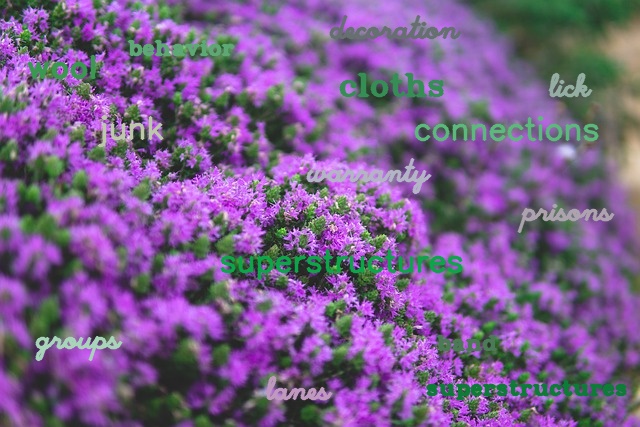 decoration
behavior
wool
cloths
lick
junk
connections
warranty
prisons
superstructures
groups
band
lanes
superstructures